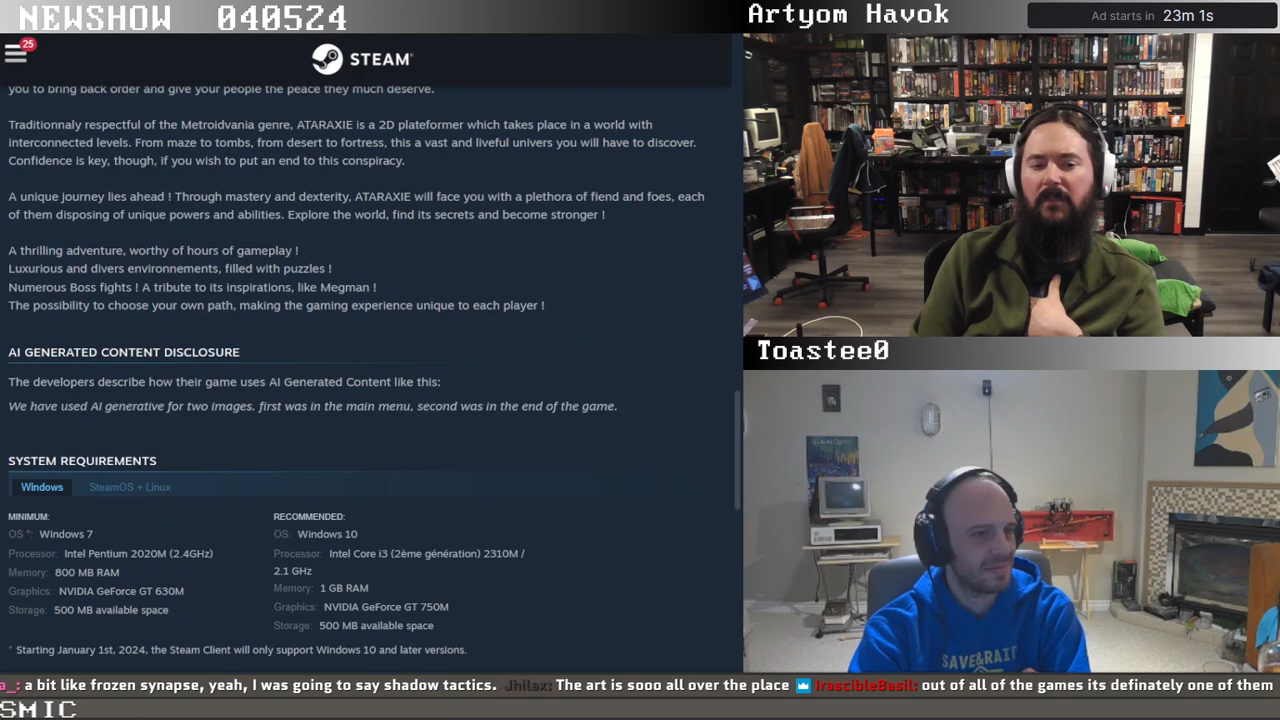 NEWSHOW 040524
Artyom Havok
Ad starts in 23m 1s
25
STEAM
you to bring back order and give your people the peace they much deserve.
Traditionnaly respectful of the Metroidvania genre, ATARAXIE is a 2D plateformer which takes place in a world with
interconnected levels. From maze to tombs, from desert to fortress, this a vast and liveful univers you will have to discover.
Confidence is key, though, if you wish to put an end to this conspiracy.
A unique journey lies ahead ! Through mastery and dexterity, ATARAXIE will face you with a plethora of fiend and foes, each
of them disposing of unique powers and abilities. Explore the world, find its secrets and become stronger !
A thrilling adventure, worthy of hours of gameplay !
Luxurious and divers environnements, filled with puzzles !
Numerous Boss fights ! A tribute to its inspirations, like Megman !
The possibility to choose your own path, making the gaming experience unique to each player !
AI GENERATED CONTENT DISCLOSURE
The developers describe how their game uses AI Generated Content like this:
We have used AI generative for two images. first was in the main menu, second was in the end of the game.
SYSTEM REQUIREMENTS
Windows SteamOS + Linux
MINIMUM:
OS *: Windows 7
Processor: Intel Pentium 2020M (2.4GHz)
Memory: 800 MB RAM
Graphics: NVIDIA GeForce GT 630M
Storage: 500 MB available space
RECOMMENDED:
OS: Windows 10
Processor: Intel Core i3 (2ème génération) 2310M /
2.1 GHz
Memory: 1 GB RAM
Graphics: NVIDIA GeForce GT 750M
Storage: 500 MB available space
* Starting January 1st, 2024, the Steam Client will only support Windows 10 and later versions.
Toastee0
SAVE&RAID
a_: a bit like frozen synapse, yeah, I was going to say shadow tactics. Jhilax: The art is sooo all over the place IrascibleBasil: out of all of the games its definately one of them
SMIC